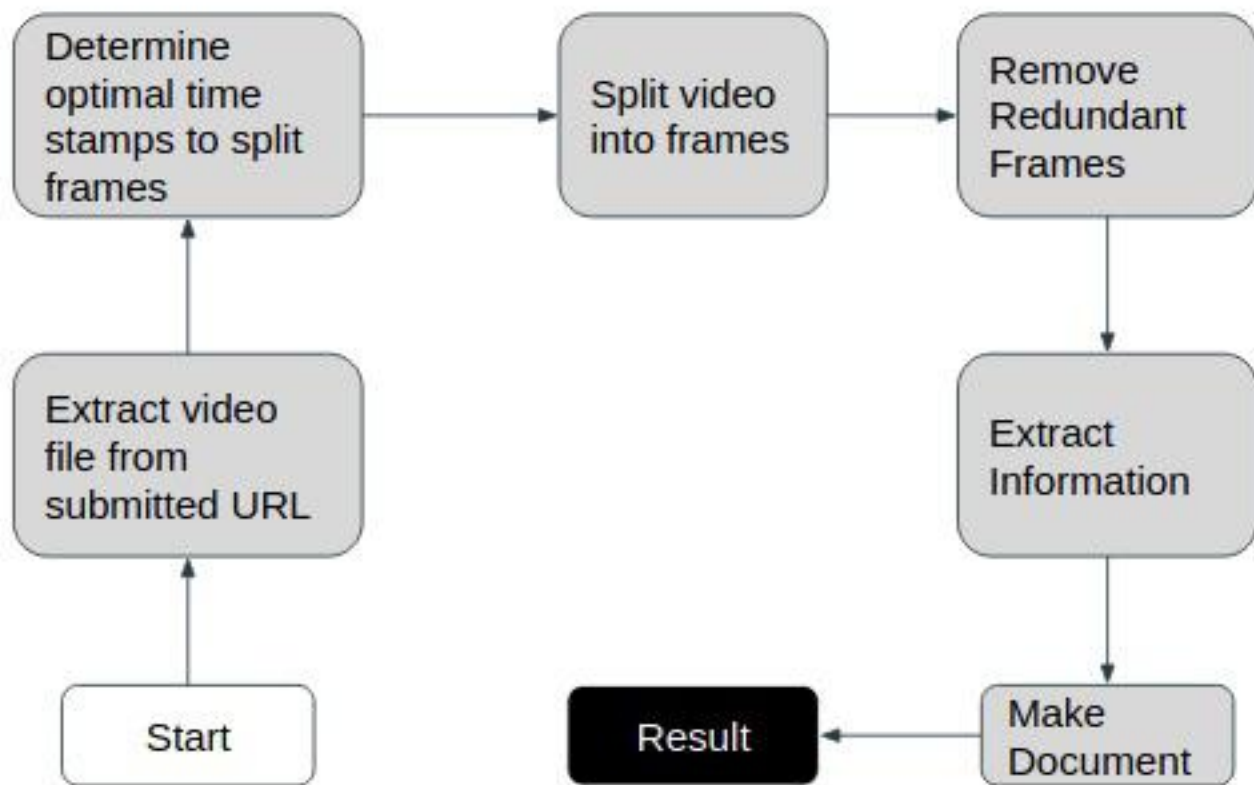 Determine
optimal time
stamps to split
frames
Split video
into frames
Remove
Redundant
Frames
Extract video
file from
submitted URL
Extract
Information
Start
Result
Make
Document